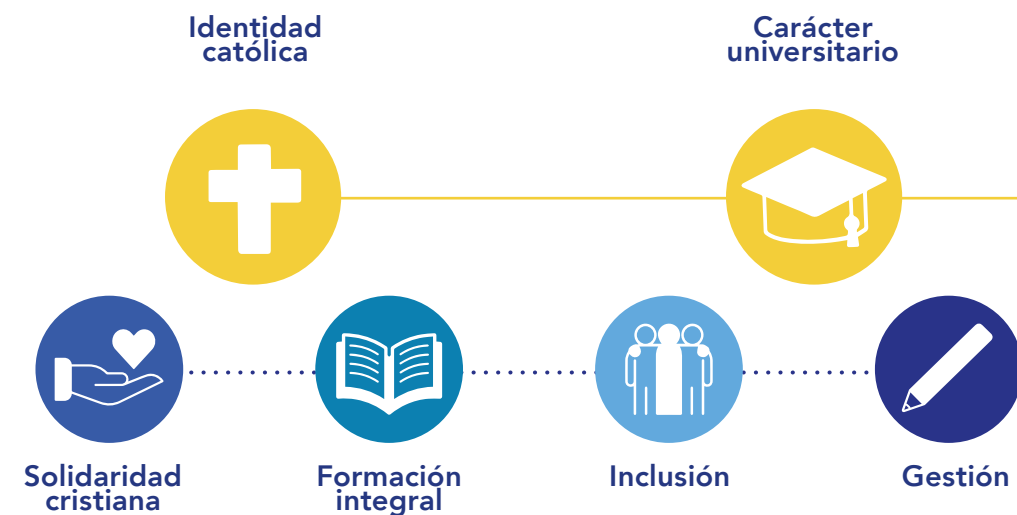 Identidad
católica
Carácter
universitario
Solidaridad
cristiana
Formación
integral
Inclusión
Gestión